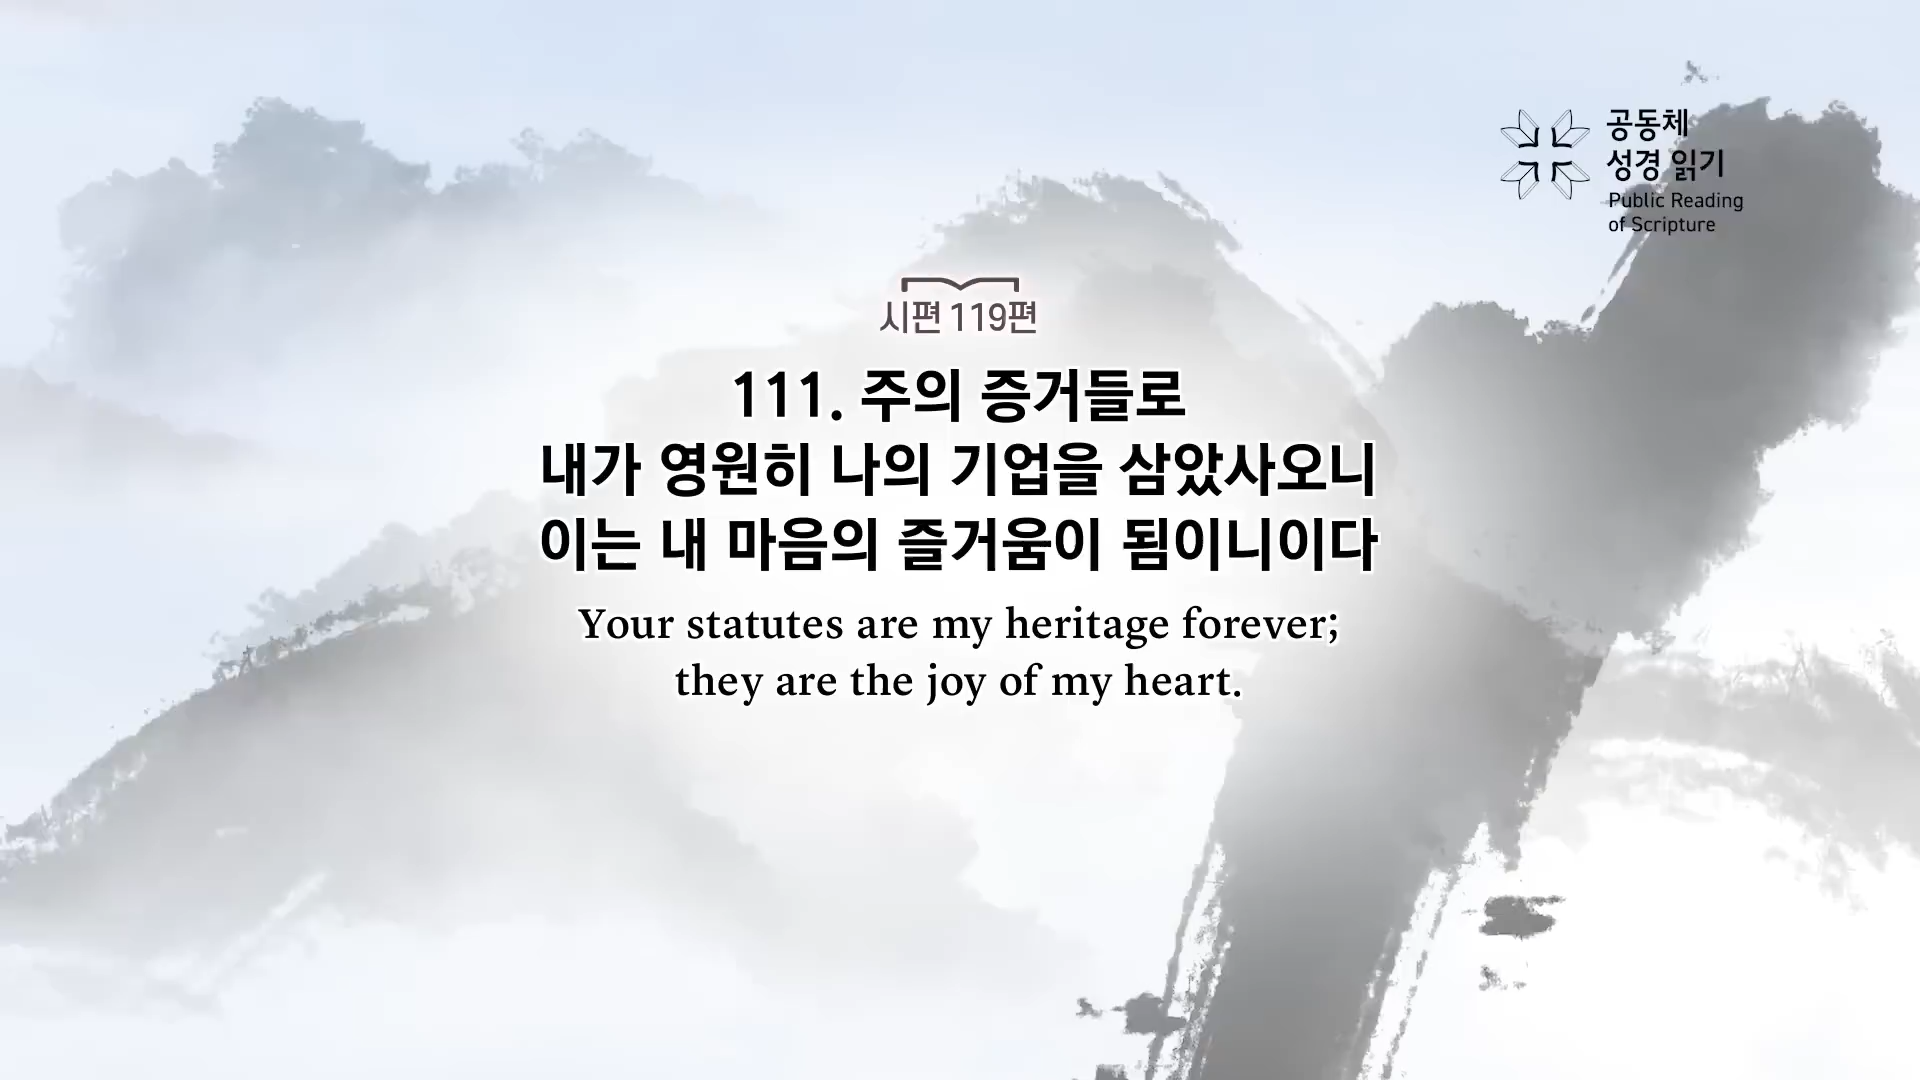 공동체
성경 읽기
Public Reading
of Scripture
시편 119편
111. 주의 증거들로
내가 영원히 나의 기업을 삼았사오니
이는 내 마음의 즐거움이 됨이니이다
Your statutes are my heritage forever;
they are the joy of my heart.